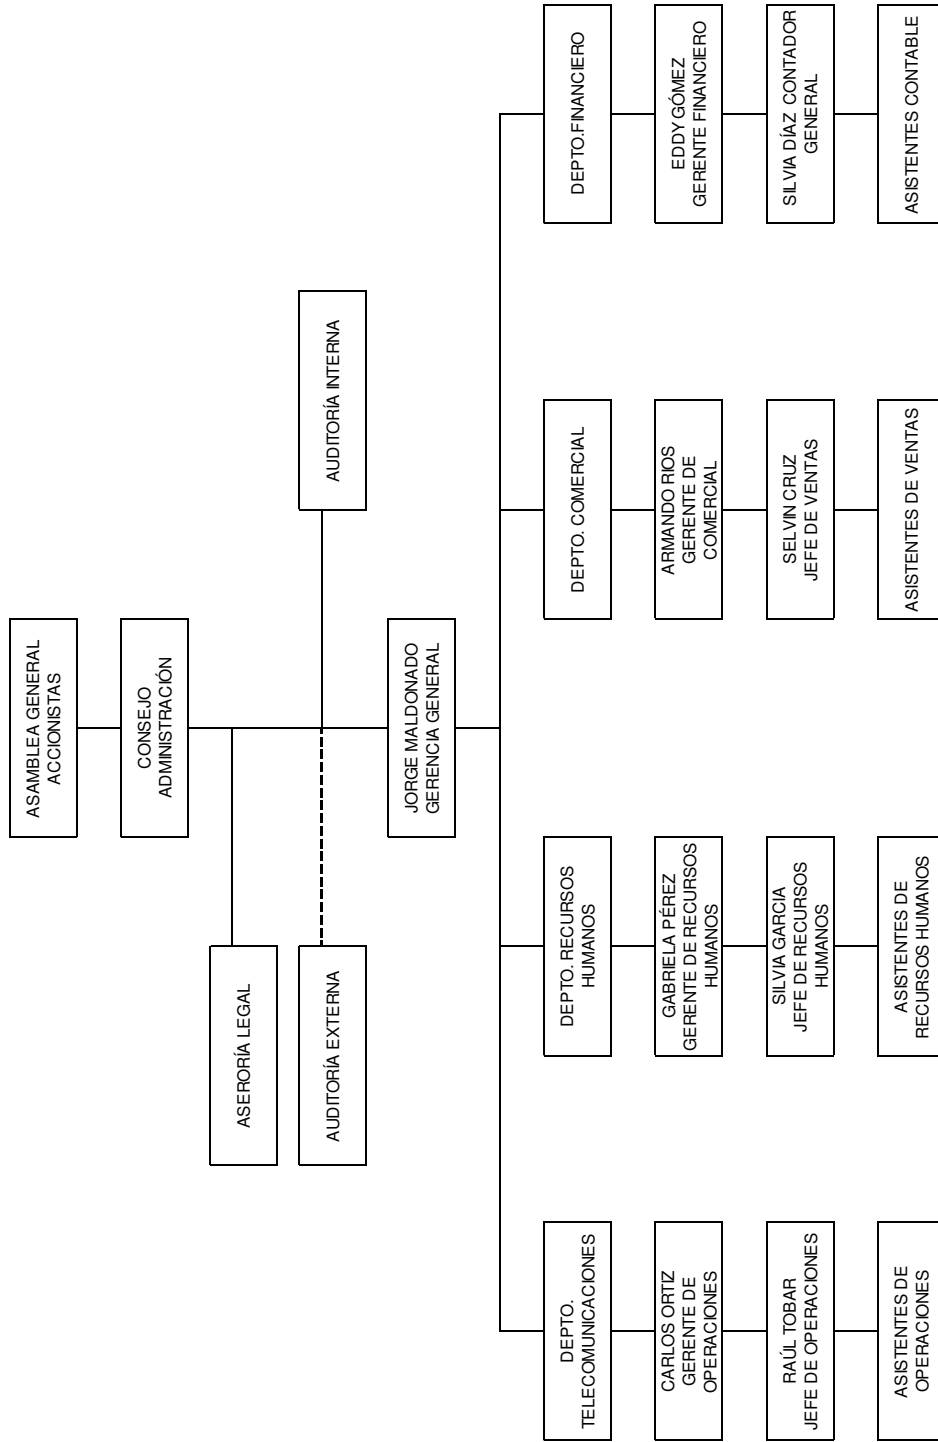 ASAMBLEA GENERAL
ACCIONISTAS
CONSEJO
ADMINISTRACIÓN
ASERORÍA LEGAL
AUDITORÍA EXTERNA
AUDITORÍA INTERNA
JORGE MALDONADO
GERENCIA GENERAL
DEPTO.
TELECOMUNICACIONES
DEPTO. RECURSOS
HUMANOS
DEPTO. COMERCIAL
DEPTO.FINANCIERO
CARLOS ORTIZ
GERENTE DE
OPERACIONES
GABRIELA PÉREZ
GERENTE DE RECURSOS
HUMANOS
ARMANDO RIOS
GERENTE DE
COMERCIAL
EDDY GÓMEZ
GERENTE FINANCIERO
RAÚL TOBAR
JEFE DE OPERACIONES
SILVIA GARCIA
JEFE DE RECURSOS
HUMANOS
SELVIN CRUZ
JEFE DE VENTAS
SILVIA DÍAZ CONTADOR
GENERAL
ASISTENTES DE
OPERACIONES
ASISTENTES DE
RECURSOS HUMANOS
ASISTENTES DE VENTAS
ASISTENTES CONTABLE